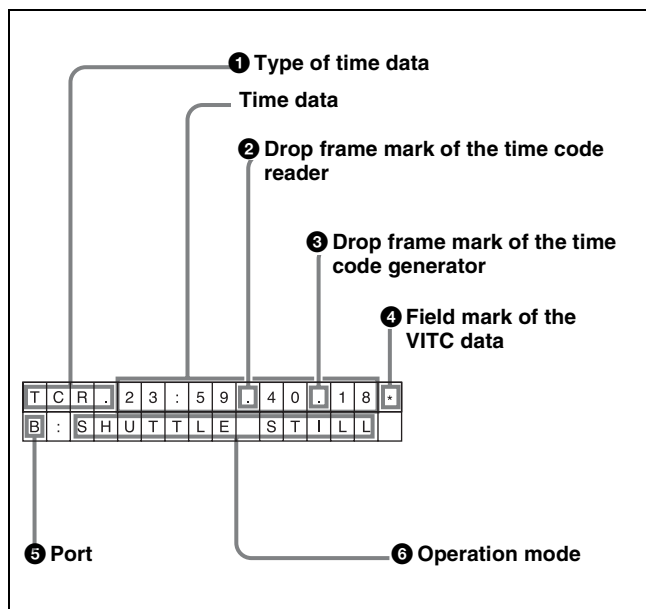 ❶ Type of time data
Time data
❷ Drop frame mark of the time code
reader
❸ Drop frame mark of the time
code generator
❹ Field mark of the
VITC data
TCR.23:59.40.18*
B:SHUTTLE STILL
❺ Port
❻ Operation mode